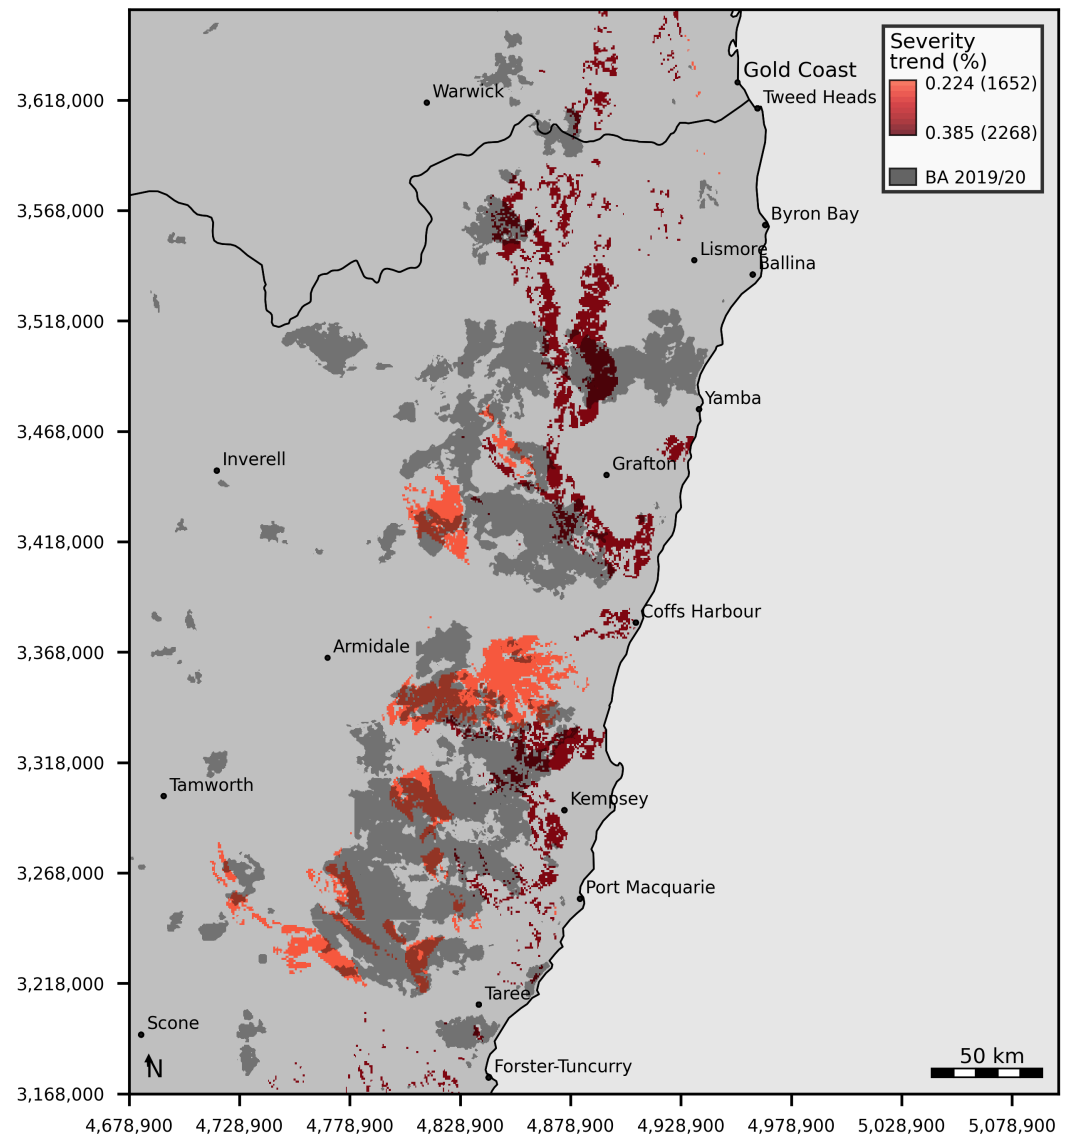 Severity
trend (%)
0.224 (1652)
0.385 (2268)
BA 2019/20
Gold Coast
Tweed Heads
Warwick
3,618,000
3,568,000
Byron Bay
Lismore
Ballina
3,518,000
Yamba
3,468,000
Inverell
Grafton
3,418,000
Coffs Harbour
3,368,000
Armidale
3,318,000
Tamworth
Kempsey
3,268,000
Port Macquarie
3,218,000
Taree
Scone
Forster-Tuncurry
50 km
N
3,168,000
4,678,900 4,728,900 4,778,900 4,828,900 4,878,900 4,928,900 4,978,900 5,028,900 5,078,900